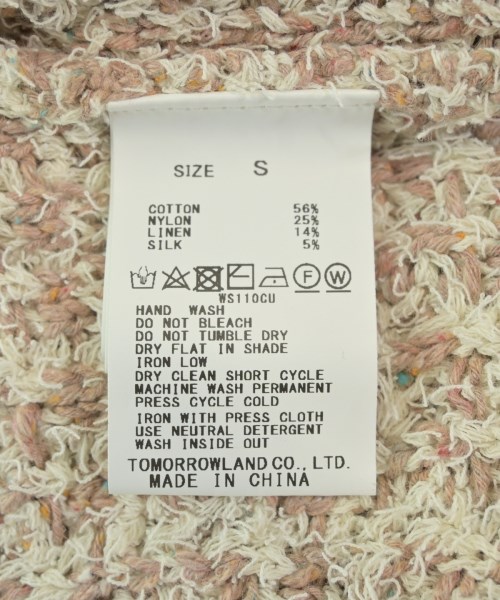 SIZE S
COTTON 56%
NYLON 25%
LINEN 14%
SILK 5%
F W
WS110CU
HAND WASH
DO NOT BLEACH
DO NOT TUMBLE DRY
DRY FLAT IN SHADE
IRON LOW
DRY CLEAN SHORT CYCLE
MACHINE WASH PERMANENT
PRESS CYCLE COLD
IRON WITH PRESS CLOTH
USE NEUTRAL DETERGENT
WASH INSIDE OUT
TOMORROWLAND CO., LTD.
MADE IN CHINA